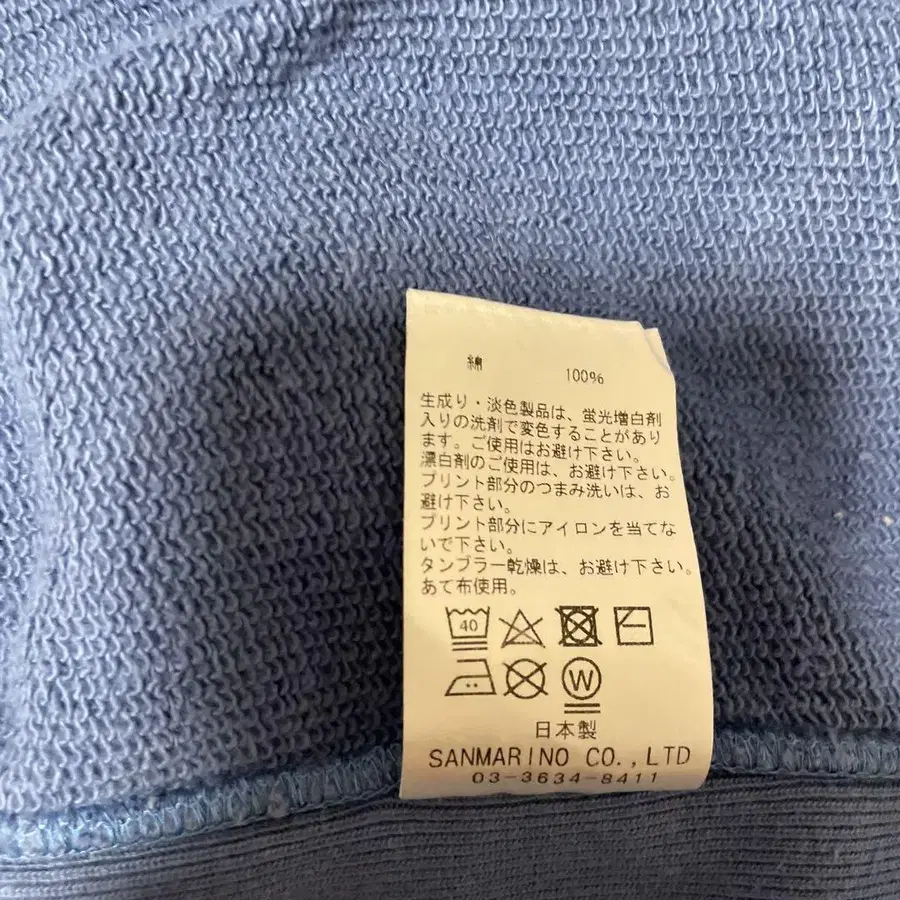 綿 100%
生成り・淡色製品は、蛍光増白剤
入りの洗剤で変色することがあり
ます。ご使用はお避け下さい。
漂白剤のご使用は、お避け下さい。
プリント部分のつまみ洗いは、お
避け下さい。
プリント部分にアイロンを当てな
いで下さい。
タンブラー乾燥は、お避け下さい。
あて布使用。
40
W
日本製
SANMARINO CO.,LTD
03-3634-8411